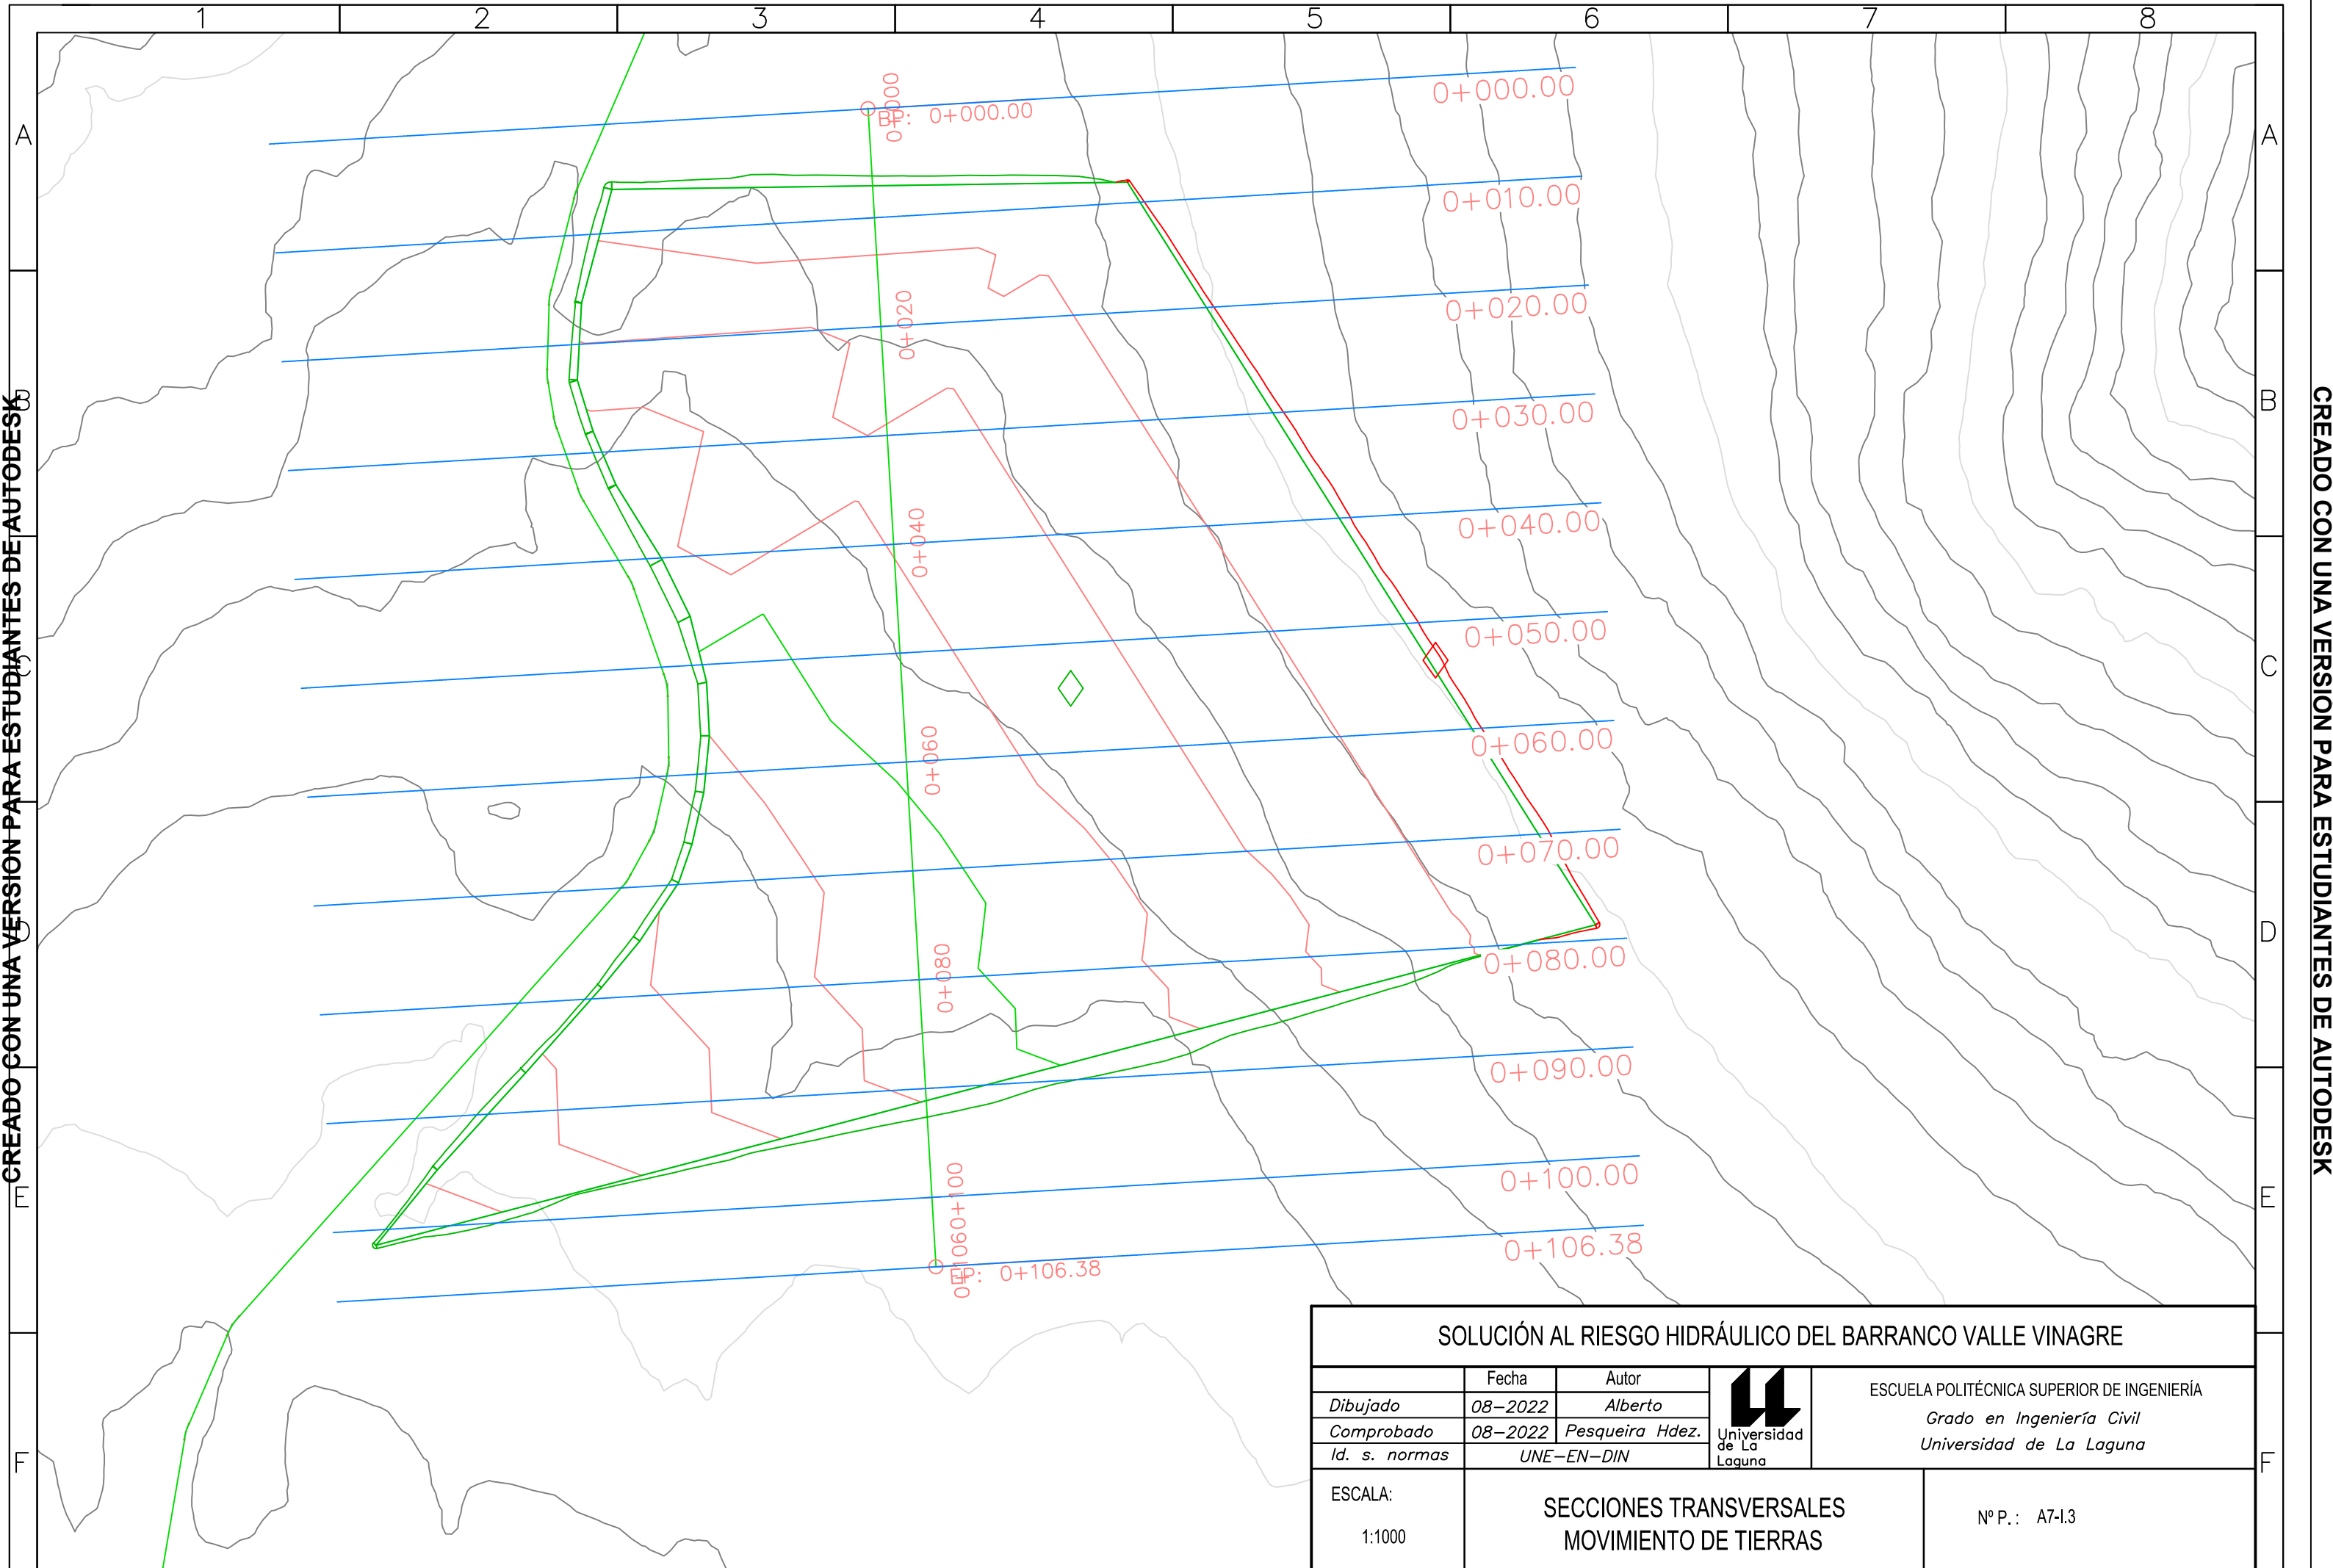 1 2 3 4 5 6 7 8
A A
B B
C C
D D
E E
F F
CREADO CON UNA VERSION PARA ESTUDIANTES DE AUTODESK
CREADO CON UNA VERSION PARA ESTUDIANTES DE AUTODESK
0+000
BP: 0+000.00
0+020
0+040
0+060
0+080
0+100
EP: 0+106.38
0+000.00
0+010.00
0+020.00
0+030.00
0+040.00
0+050.00
0+060.00
0+070.00
0+080.00
0+090.00
0+100.00
0+106.38
SOLUCIÓN AL RIESGO HIDRÁULICO DEL BARRANCO VALLE VINAGRE
Fecha Autor
Dibujado 08-2022 Alberto
Comprobado 08-2022 Pesqueira Hdez.
Id. s. normas UNE-EN-DIN
Universidad
de La
Laguna
ESCUELA POLITÉCNICA SUPERIOR DE INGENIERÍA
Grado en Ingeniería Civil
Universidad de La Laguna
ESCALA:
1:1000
SECCIONES TRANSVERSALES
MOVIMIENTO DE TIERRAS
Nº P. : A7-I.3